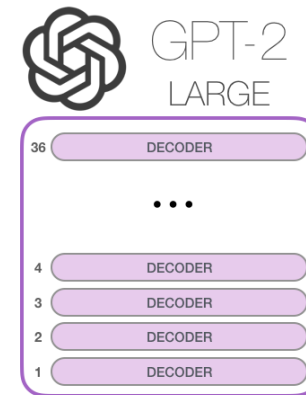 GPT-2
LARGE
36 DECODER
...
4 DECODER
3 DECODER
2 DECODER
1 DECODER